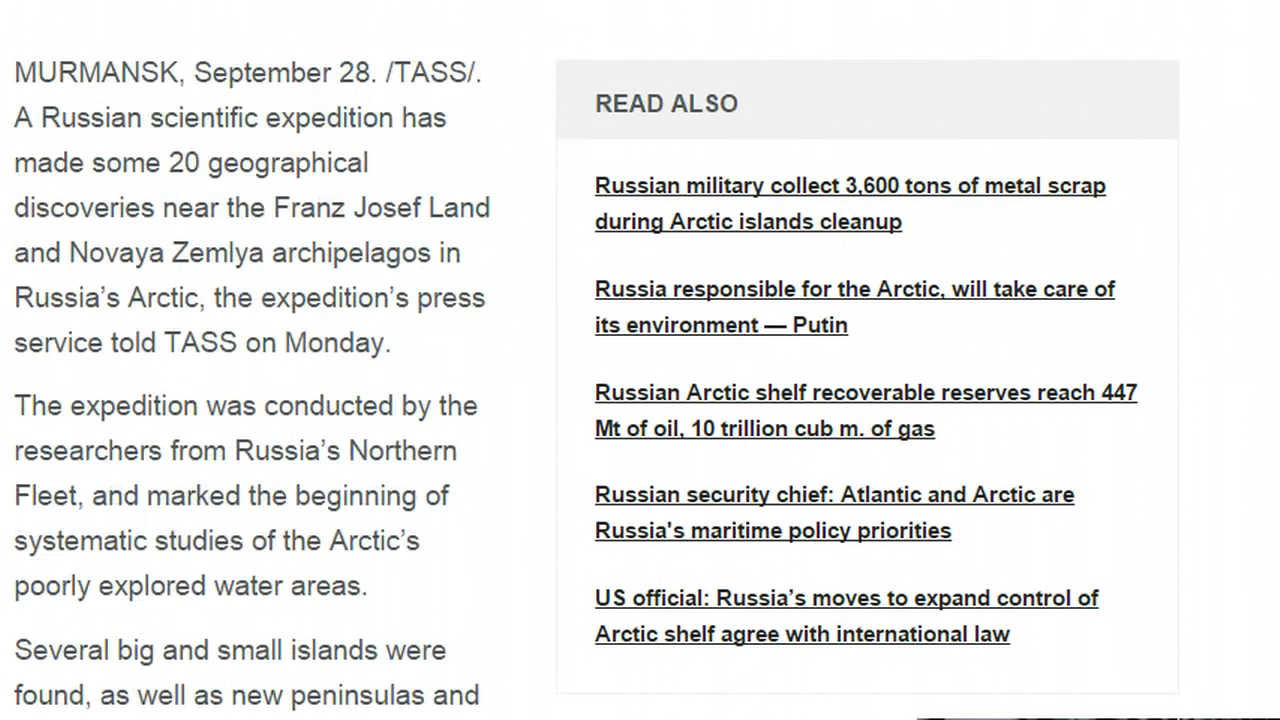 MURMANSK, September 28. /TASS/.
A Russian scientific expedition has
made some 20 geographical
discoveries near the Franz Josef Land
and Novaya Zemlya archipelagos in
Russia’s Arctic, the expedition’s press
service told TASS on Monday.
The expedition was conducted by the
researchers from Russia’s Northern
Fleet, and marked the beginning of
systematic studies of the Arctic’s
poorly explored water areas.
Several big and small islands were
found, as well as new peninsulas and
READ ALSO
Russian military collect 3,600 tons of metal scrap
during Arctic islands cleanup
Russia responsible for the Arctic, will take care of
its environment — Putin
Russian Arctic shelf recoverable reserves reach 447
Mt of oil, 10 trillion cub m. of gas
Russian security chief: Atlantic and Arctic are
Russia's maritime policy priorities
US official: Russia’s moves to expand control of
Arctic shelf agree with international law